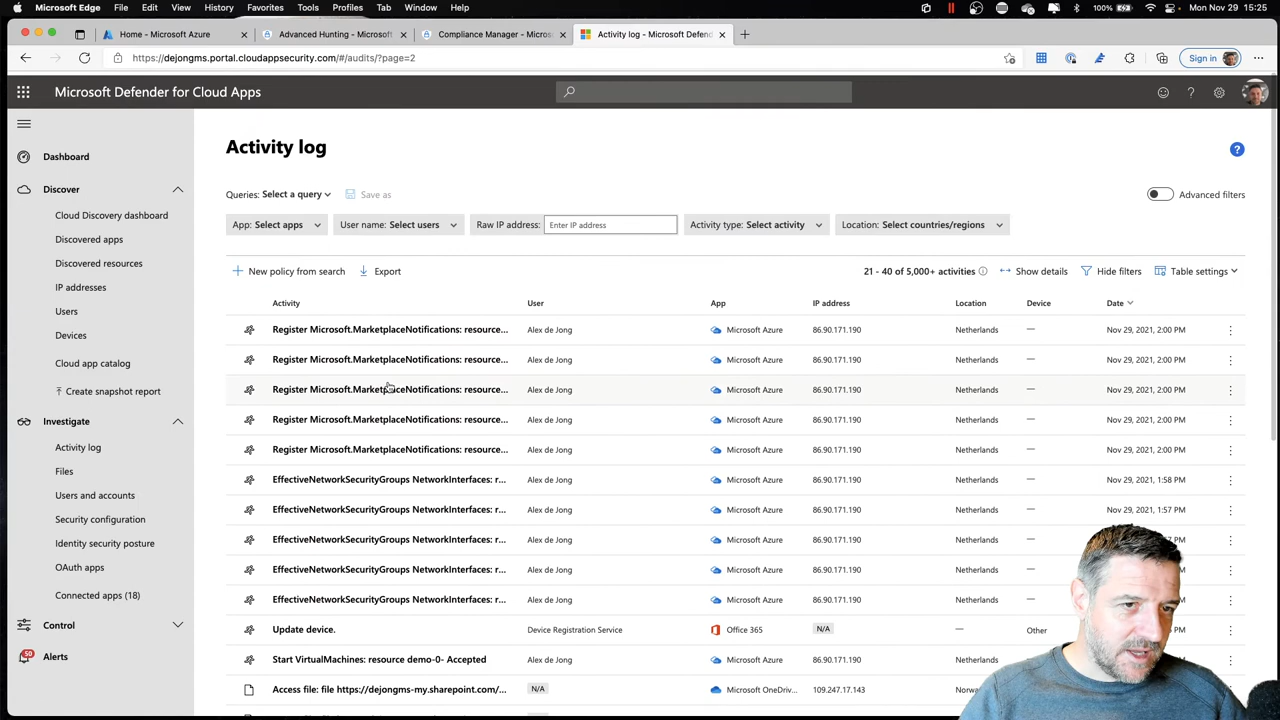 Microsoft Edge File Edit View History Favorites Tools Profiles Tab Window Help 100% Mon Nov 29 15:25
Home - Microsoft Azure Advanced Hunting - Microsoft 3 Compliance Manager - Micros Activity log - Microsoft Defend
https://dejongms.portal.cloudappsecurity.com/#/audits/?page=2 Sign in
Microsoft Defender for Cloud Apps
Dashboard
Discover
Cloud Discovery dashboard
Discovered apps
Discovered resources
IP addresses
Users
Devices
Cloud app catalog
Create snapshot report
Investigate
Activity log
Files
Users and accounts
Security configuration
Identity security posture
OAuth apps
Connected apps (18)
Control
50
Alerts
Activity log
Queries: Select a query Save as Advanced filters
App: Select apps User name: Select users Raw IP address: Enter IP address Activity type: Select activity Location: Select countries/regions
New policy from search Export 21 - 40 of 5,000+ activities Show details Hide filters Table settings
Activity User App IP address Location Device Date
Register Microsoft.MarketplaceNotifications: resource... Alex de Jong Microsoft Azure 86.90.171.190 Netherlands — Nov 29, 2021, 2:00 PM
Register Microsoft.MarketplaceNotifications: resource... Alex de Jong Microsoft Azure 86.90.171.190 Netherlands — Nov 29, 2021, 2:00 PM
Register Microsoft.MarketplaceNotifications: resource... Alex de Jong Microsoft Azure 86.90.171.190 Netherlands — Nov 29, 2021, 2:00 PM
Register Microsoft.MarketplaceNotifications: resource... Alex de Jong Microsoft Azure 86.90.171.190 Netherlands — Nov 29, 2021, 2:00 PM
Register Microsoft.MarketplaceNotifications: resource... Alex de Jong Microsoft Azure 86.90.171.190 Netherlands — Nov 29, 2021, 2:00 PM
EffectiveNetworkSecurityGroups NetworkInterfaces: r... Alex de Jong Microsoft Azure 86.90.171.190 Netherlands — Nov 29, 2021, 1:58 PM
EffectiveNetworkSecurityGroups NetworkInterfaces: r... Alex de Jong Microsoft Azure 86.90.171.190 Netherlands — Nov 29, 2021, 1:57 PM
EffectiveNetworkSecurityGroups NetworkInterfaces: r... Alex de Jong Microsoft Azure 86.90.171.190 Netherlands — PM
EffectiveNetworkSecurityGroups NetworkInterfaces: r... Alex de Jong Microsoft Azure 86.90.171.190 Netherlands — PM
EffectiveNetworkSecurityGroups NetworkInterfaces: r... Alex de Jong Microsoft Azure 86.90.171.190 Netherlands — PM
Update device. Device Registration Service Office 365 N/A — Other PM
Start VirtualMachines: resource demo-0- Accepted Alex de Jong Microsoft Azure 86.90.171.190 Netherlands
Access file: file https://dejongms-my.sharepoint.com/... N/A Microsoft OneDriv... 109.247.17.143 Norwa